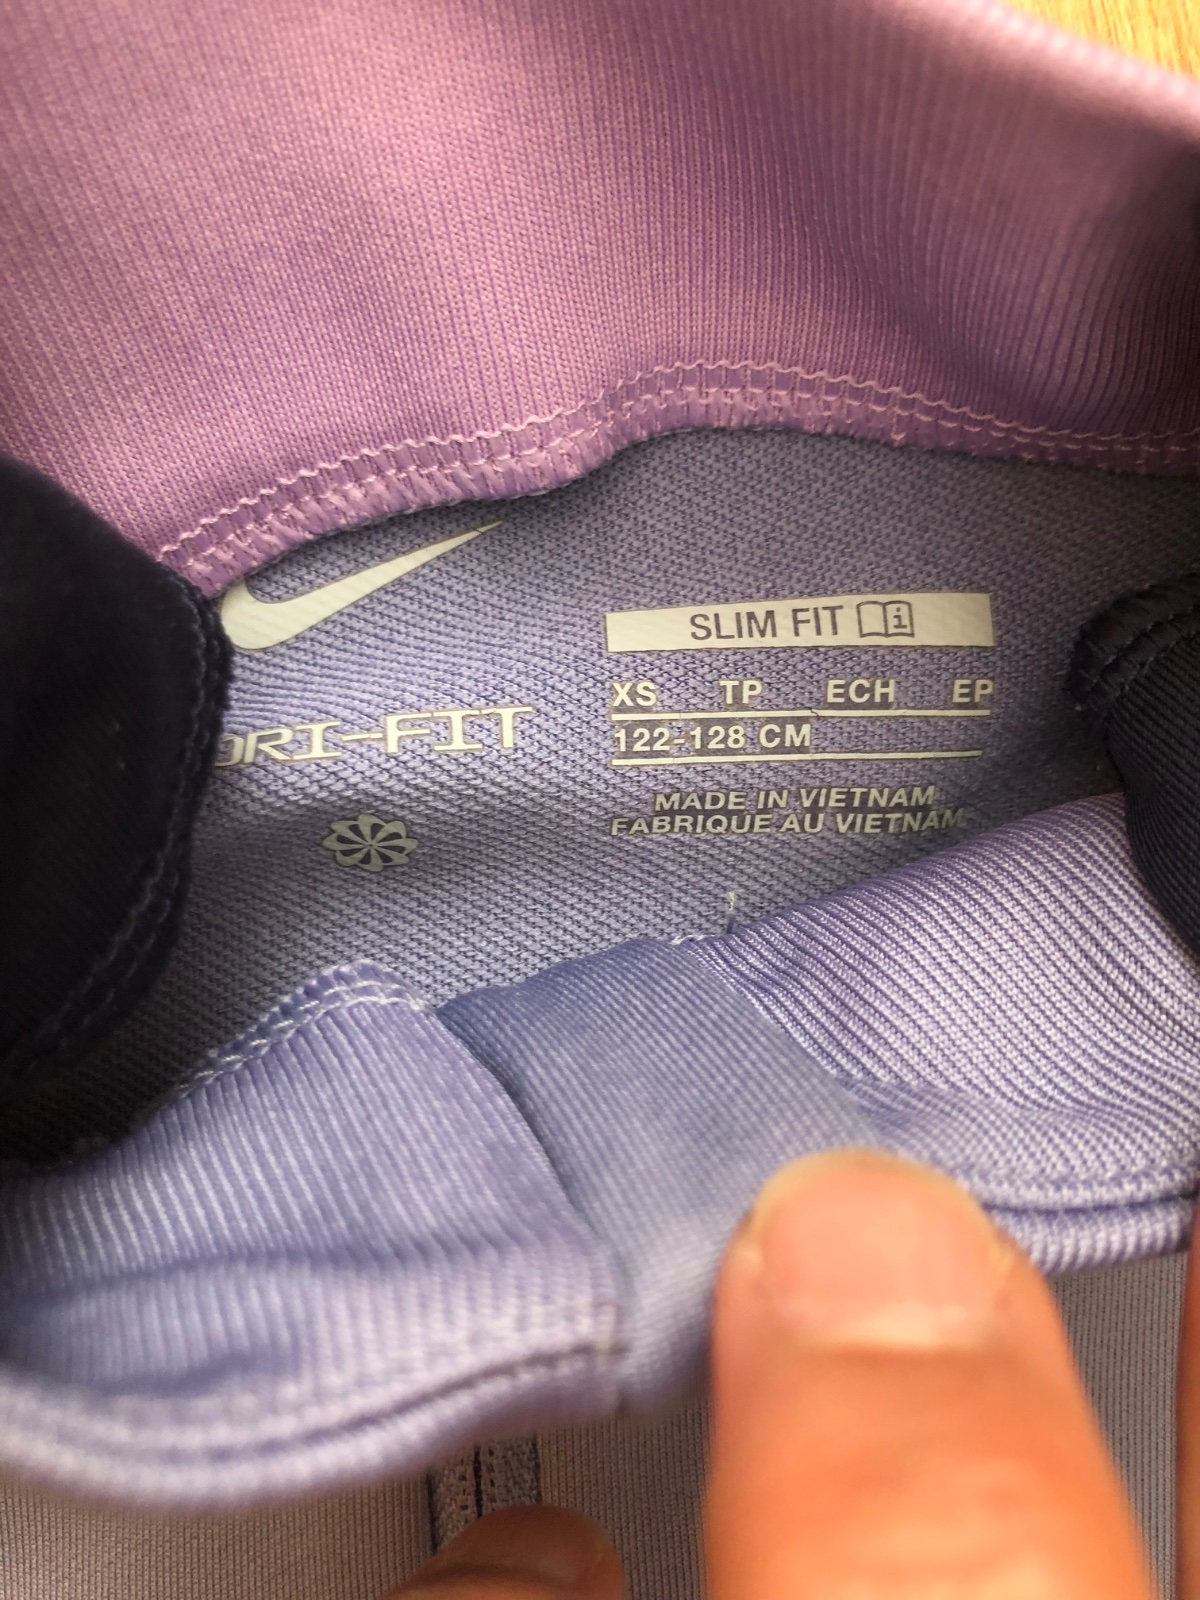 SLIM FIT
XS TP ECH EP
122-128 CM
DRI-FIT
MADE IN VIETNAM
FABRIQUE AU VIETNAM